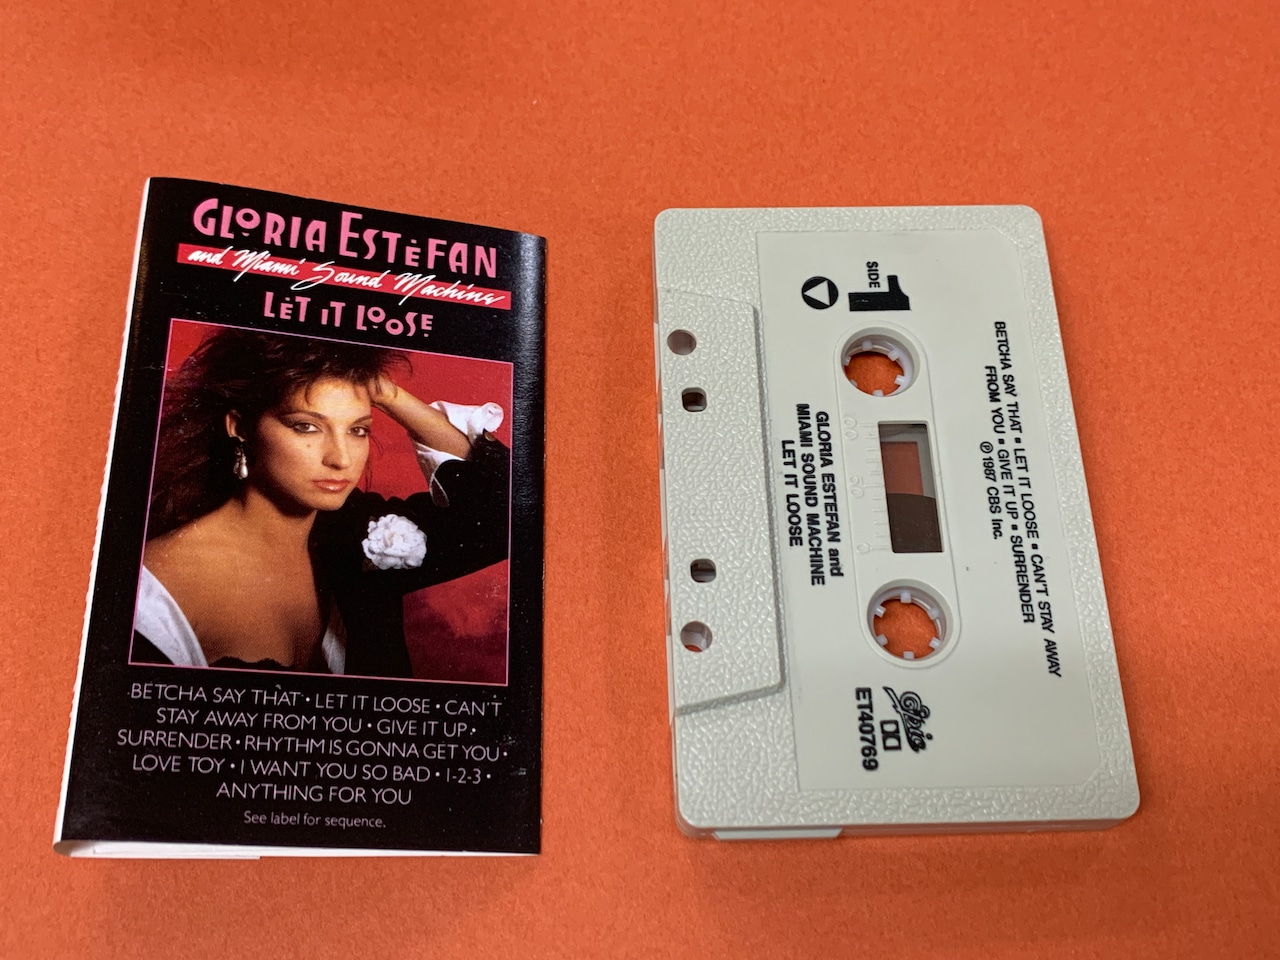 GLORIA ESTEFAN
and Miami Sound Machine
LET IT LOOSE
BETCHA SAY THAT • LET IT LOOSE • CAN'T
STAY AWAY FROM YOU • GIVE IT UP •
SURRENDER • RHYTHM IS GONNA GET YOU •
LOVE TOY • I WANT YOU SO BAD • 1-2-3 •
ANYTHING FOR YOU
See label for sequence.
SIDE
1
BETCHA SAY THAT ▪ LET IT LOOSE ▪ CAN'T STAY AWAY
FROM YOU ▪ GIVE IT UP ▪ SURRENDER
℗ 1987 CBS Inc.
100 50 0
GLORIA ESTEFAN and
MIAMI SOUND MACHINE
LET IT LOOSE
Epic
ET40769